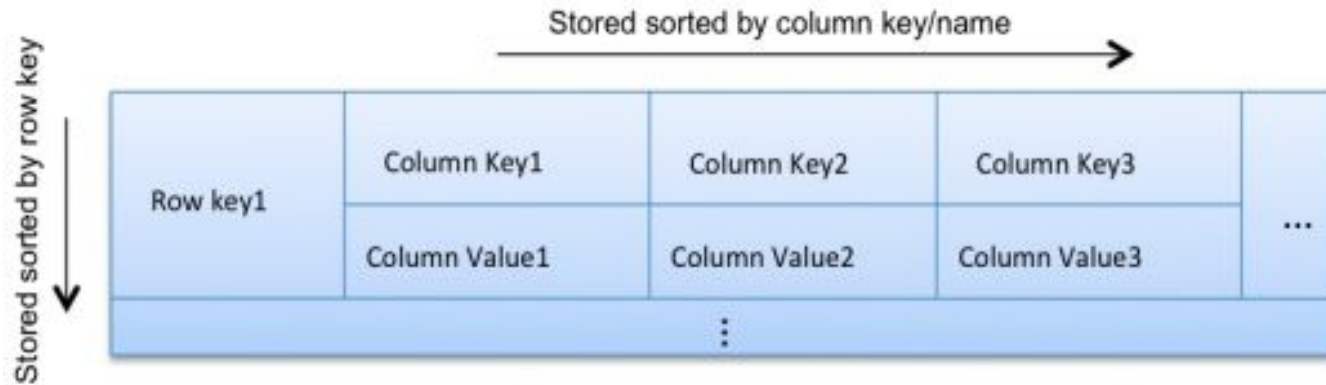 Stored sorted by column key/name
Stored sorted by row key
Row key1
Column Key1
Column Key2
Column Key3
...
Column Value1
Column Value2
Column Value3
⋮